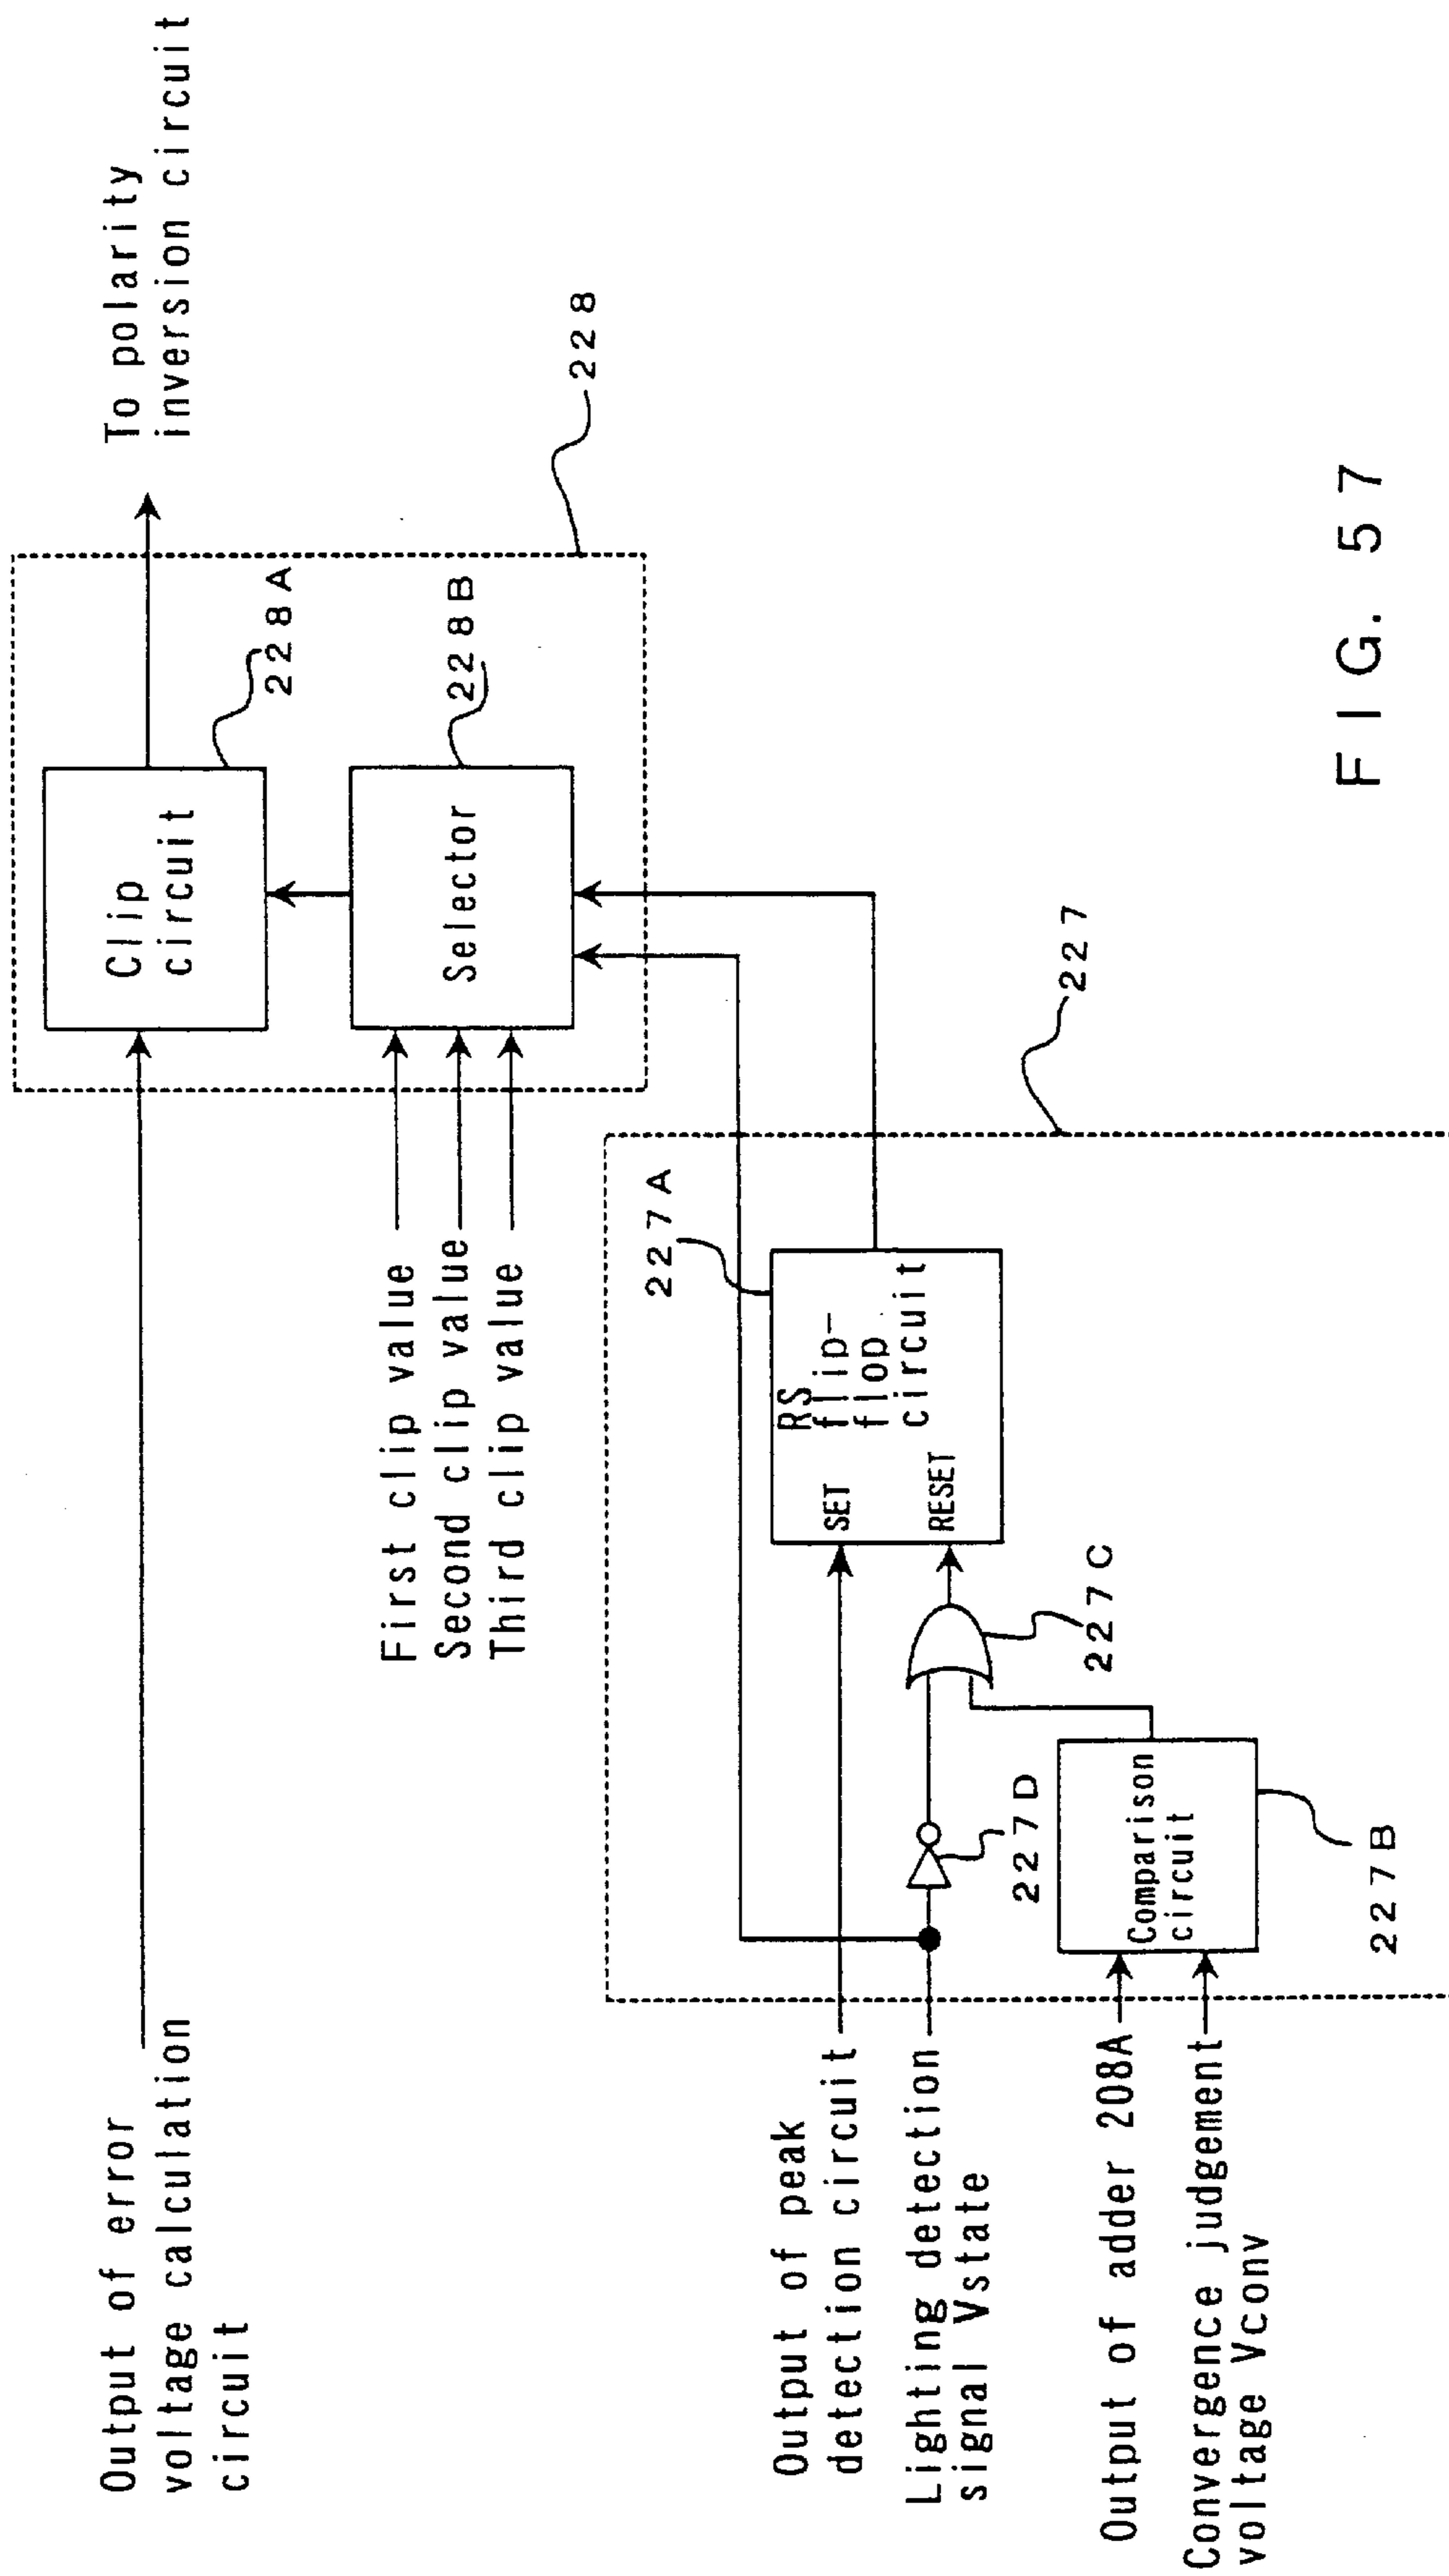 Output of error
voltage calculation
circuit
Clip
circuit
228A
To polarity
inversion circuit
First clip value
Second clip value
Third clip value
Selector
228B
228
Output of peak
detection circuit
Lighting detection
signal Vstate
Output of adder 208A
Convergence judgement
voltage Vconv
227D
Comparison
circuit
227B
227C
SET
RESET
RS
flip-
flop
circuit
227A
227
FIG. 57